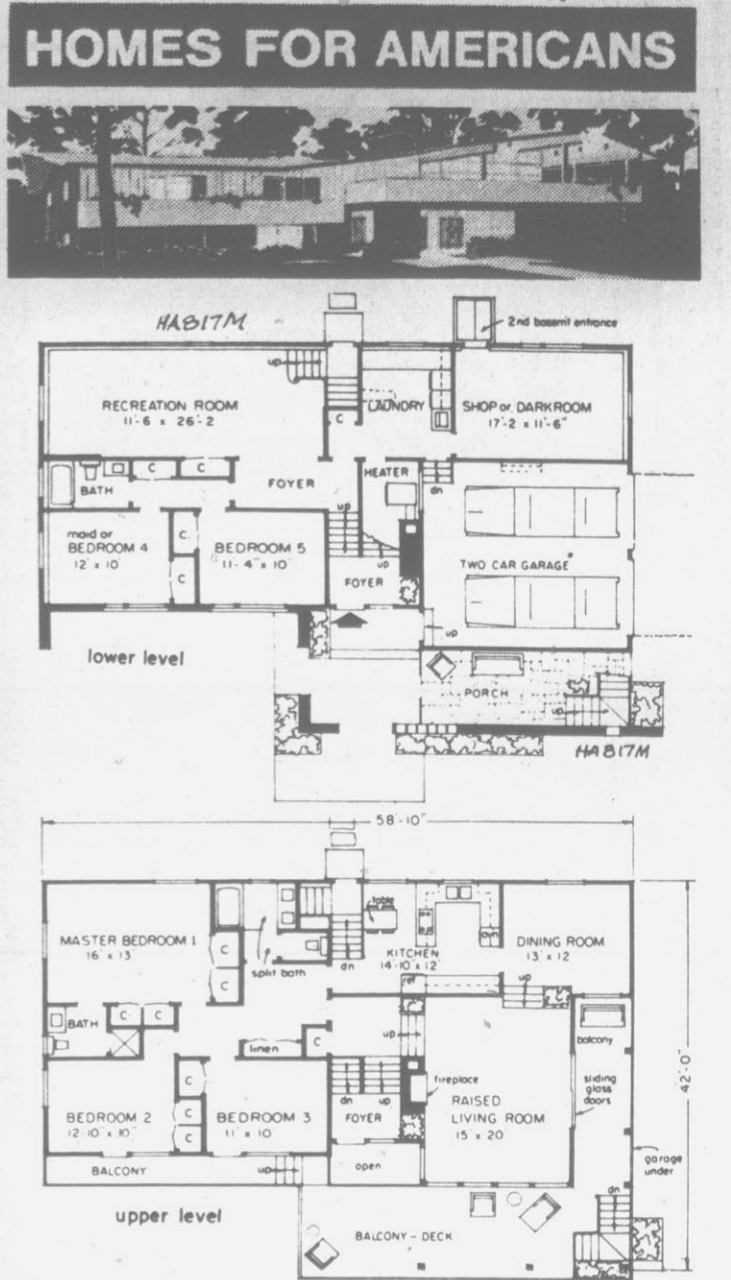 HOMES FOR AMERICANS
HA817M
2nd basem't entrance
up
RECREATION ROOM
11'-6 x 26'-2
C
LAUNDRY
SHOP or DARKROOM
17'-2 x 11'-6"
BATH
C
C
FOYER
HEATER
dn
up
maid or
BEDROOM 4
12' x 10'
C
C
BEDROOM 5
11'-4" x 10'
up
FOYER
TWO CAR GARAGE
up
lower level
PORCH
up
HA817M
58'-10"
MASTER BEDROOM 1
16' x 13'
C
C
split bath
dn
table
KITCHEN
14'-10 x 12'
ovn
ref
DINING ROOM
13' x 12
up
BATH
C
C
linen
C
up
balcony
fireplace
sliding
glass
doors
42'-0"
BEDROOM 2
12'-10" x 10'
C
C
C
BEDROOM 3
11' x 10'
dn
up
FOYER
RAISED
LIVING ROOM
15' x 20'
BALCONY
up
open
garage
under
dn
upper level
BALCONY - DECK